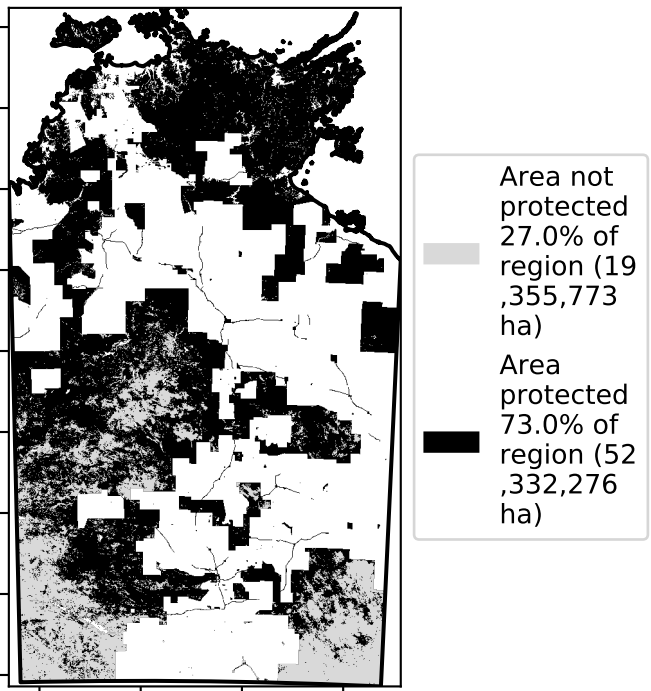 Area not
protected
27.0% of
region (19
,355,773
ha)
Area
protected
73.0% of
region (52
,332,276
ha)